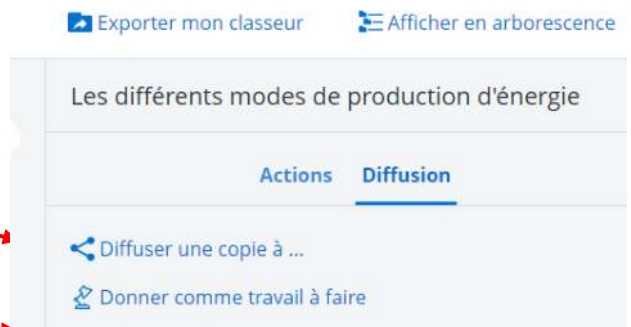 Exporter mon classeur Afficher en arborescence
Les différents modes de production d'énergie
Actions Diffusion
Diffuser une copie à ...
Donner comme travail à faire